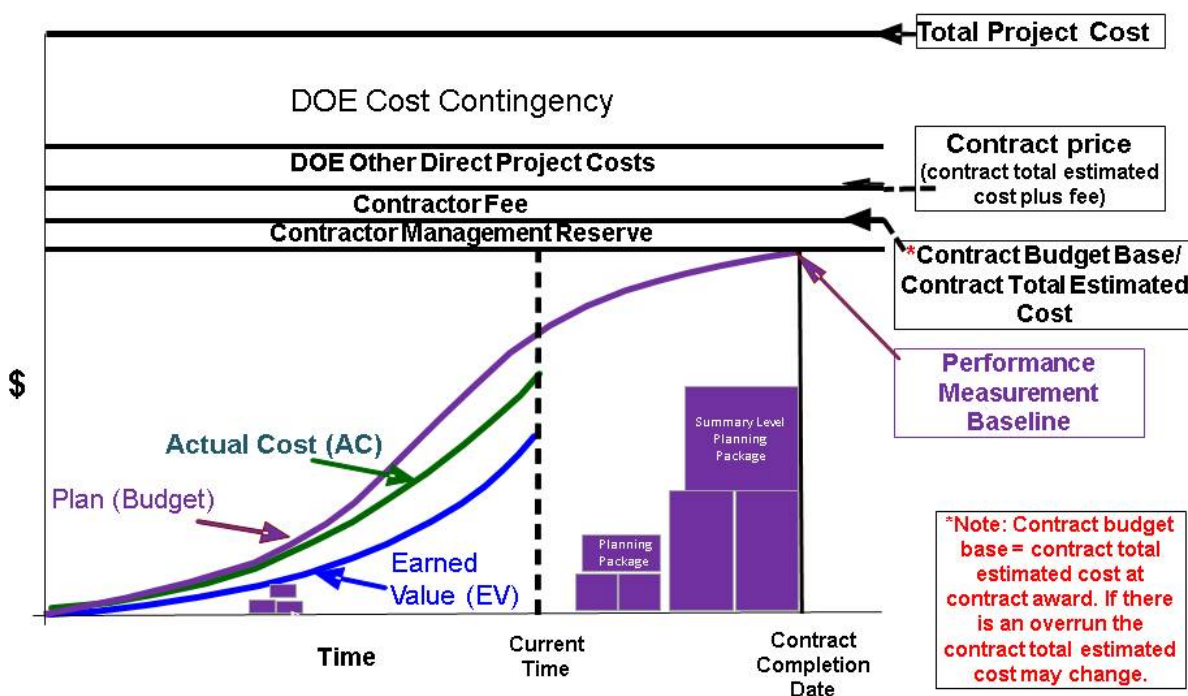 Total Project Cost
DOE Cost Contingency
DOE Other Direct Project Costs
Contract price
(contract total estimated
cost plus fee)
Contractor Fee
Contractor Management Reserve
*Contract Budget Base/
Contract Total Estimated
Cost
$
Performance
Measurement
Baseline
Summary Level
Planning
Package
Actual Cost (AC)
Plan (Budget)
Planning
Package
Earned
Value (EV)
*Note: Contract budget
base = contract total
estimated cost at
contract award. If there
is an overrun the
contract total estimated
cost may change.
Time
Current
Time
Contract
Completion
Date